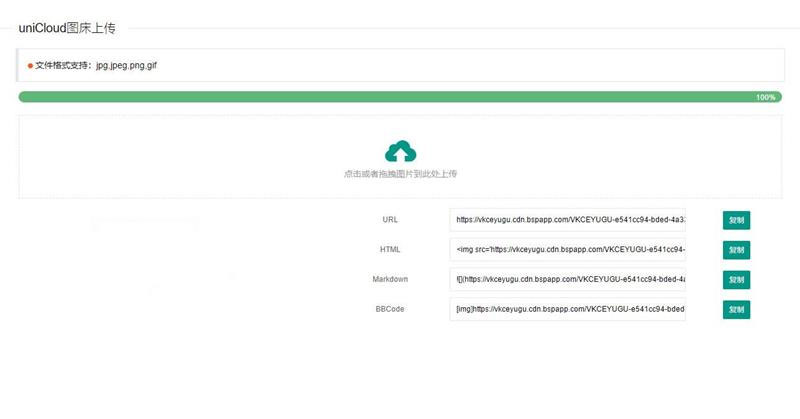 uniCloud图床上传
文件格式支持：jpg,jpeg,png,gif
100%
点击或者拖拽图片到此处上传
URL
https://vkceyugu.cdn.bspapp.com/VKCEYUGU-e541cc94-bded-4a3
复制
HTML
<img src='https://vkceyugu.cdn.bspapp.com/VKCEYUGU-e541cc94-
复制
Markdown
![](https://vkceyugu.cdn.bspapp.com/VKCEYUGU-e541cc94-bded-4a
复制
BBCode
[img]https://vkceyugu.cdn.bspapp.com/VKCEYUGU-e541cc94-bded
复制